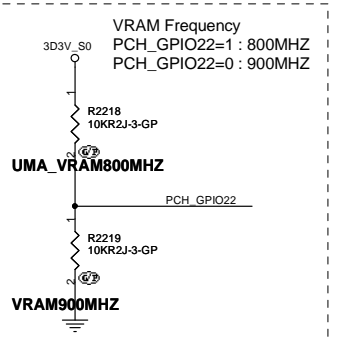 VRAM Frequency
PCH_GPIO22=1 : 800MHZ
PCH_GPIO22=0 : 900MHZ
3D3V_S0
1
R2218
10KR2J-3-GP
2
UMA_VRAM800MHZ
PCH_GPIO22
1
R2219
10KR2J-3-GP
2
VRAM900MHZ